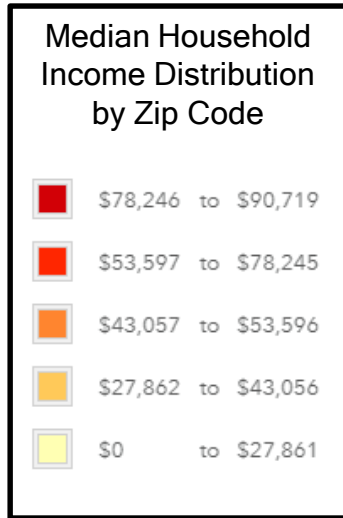 Median Household
Income Distribution
by Zip Code
$78,246 to $90,719
$53,597 to $78,245
$43,057 to $53,596
$27,862 to $43,056
$0 to $27,861